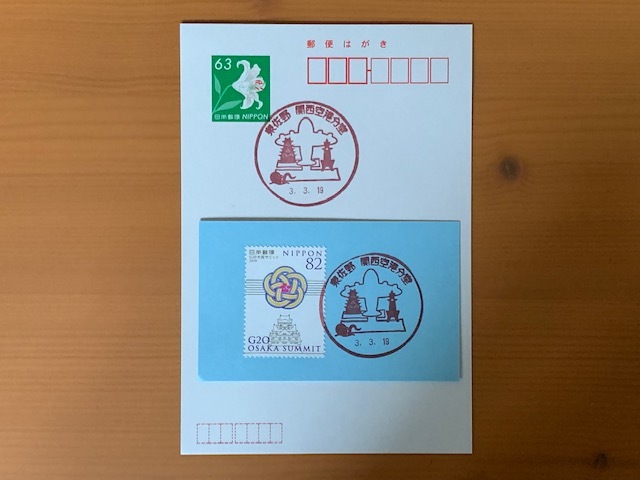 郵便はがき
63
日本郵便 NIPPON
泉佐野 関西空港分室
3. 3. 19
日本郵便
NIPPON
82
G20
OSAKA SUMMIT
泉佐野 関西空港分室
3. 3. 19